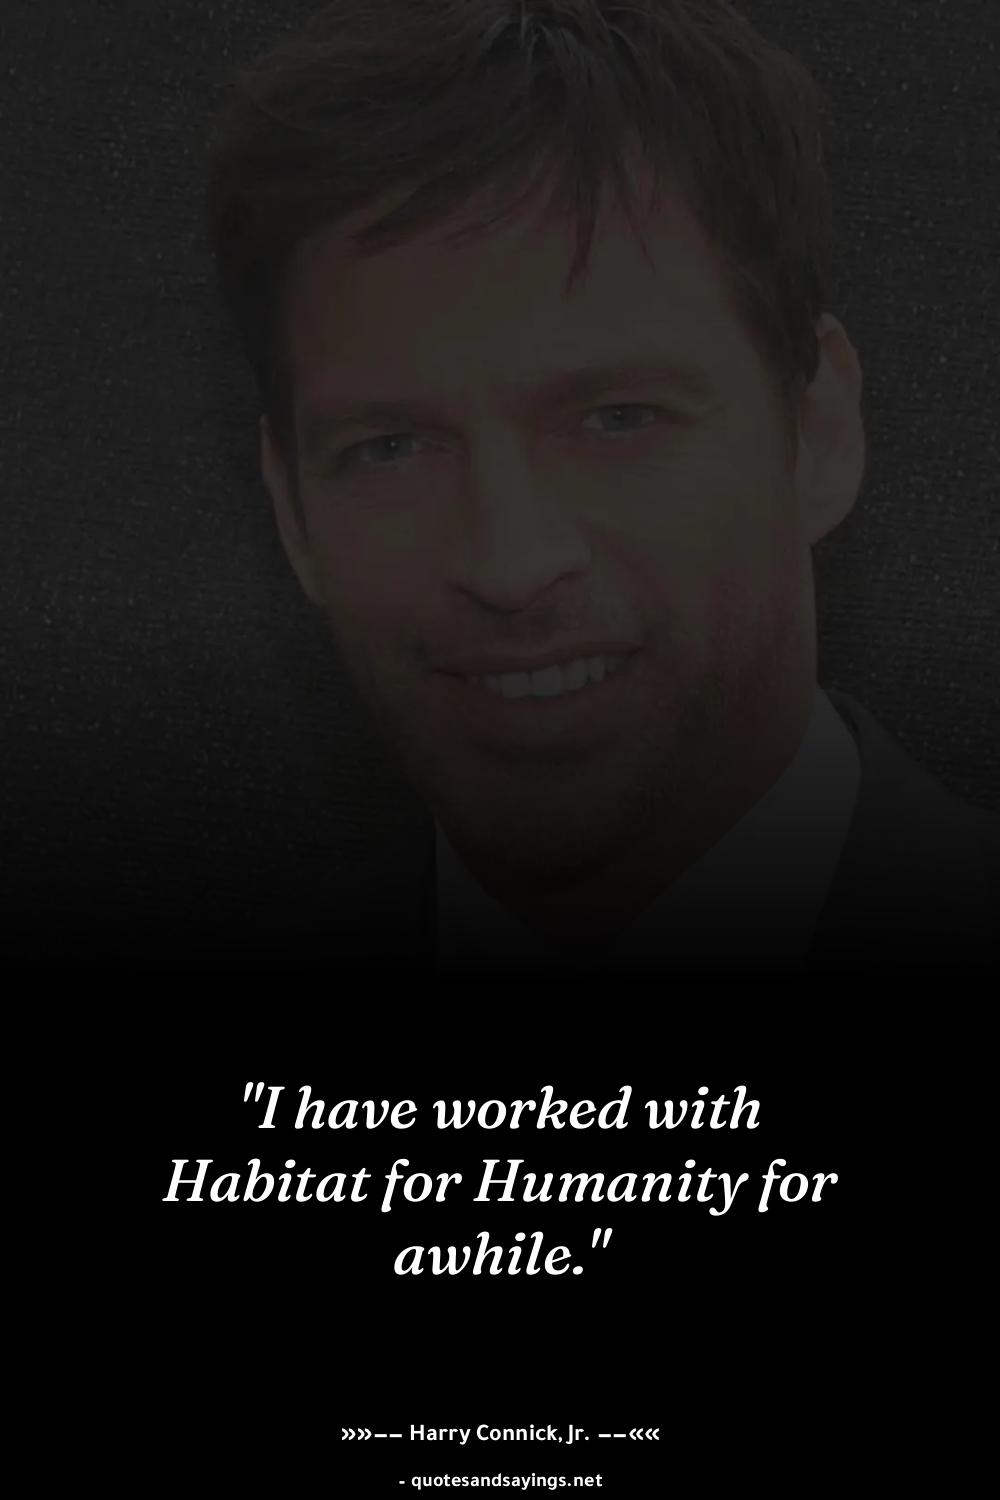 "I have worked with
Habitat for Humanity for
awhile."
»»–– Harry Connick, Jr. ––««
- quotesandsayings.net